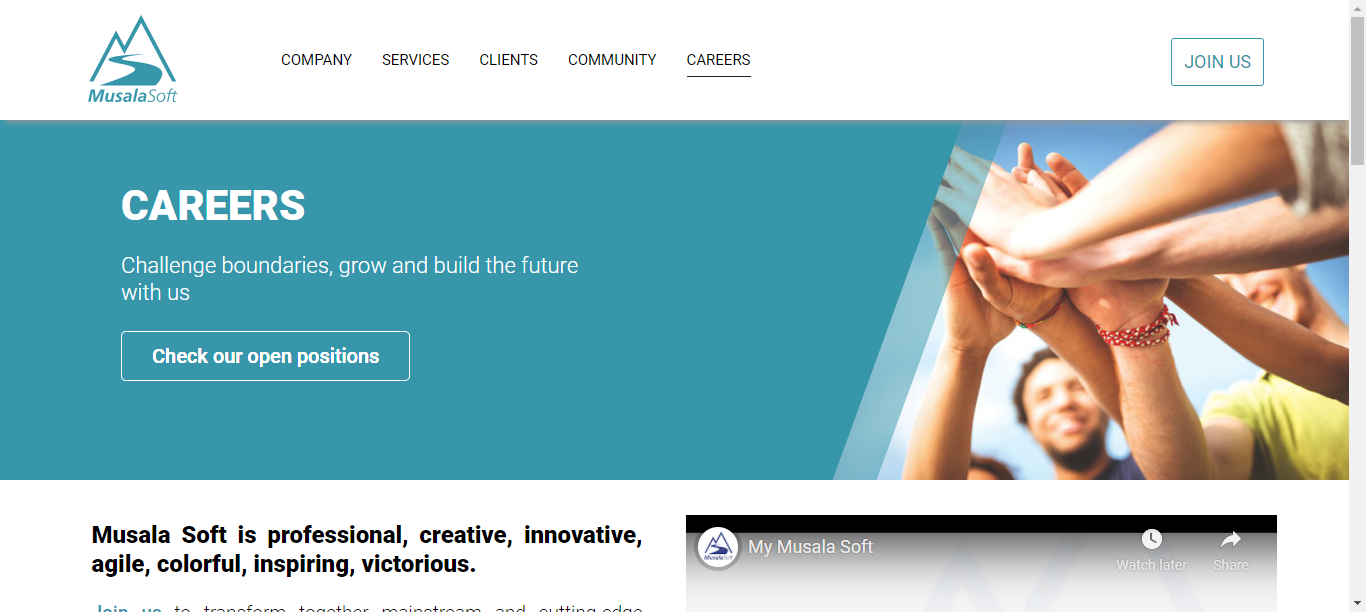 MusalaSoft
COMPANY
SERVICES
CLIENTS
COMMUNITY
CAREERS
JOIN US
CAREERS
Challenge boundaries, grow and build the future
with us
Check our open positions
Musala Soft is professional, creative, innovative,
agile, colorful, inspiring, victorious.
Join us to transform together mainstream and cutting-edge
MusalaSoft
My Musala Soft
Watch later
Share